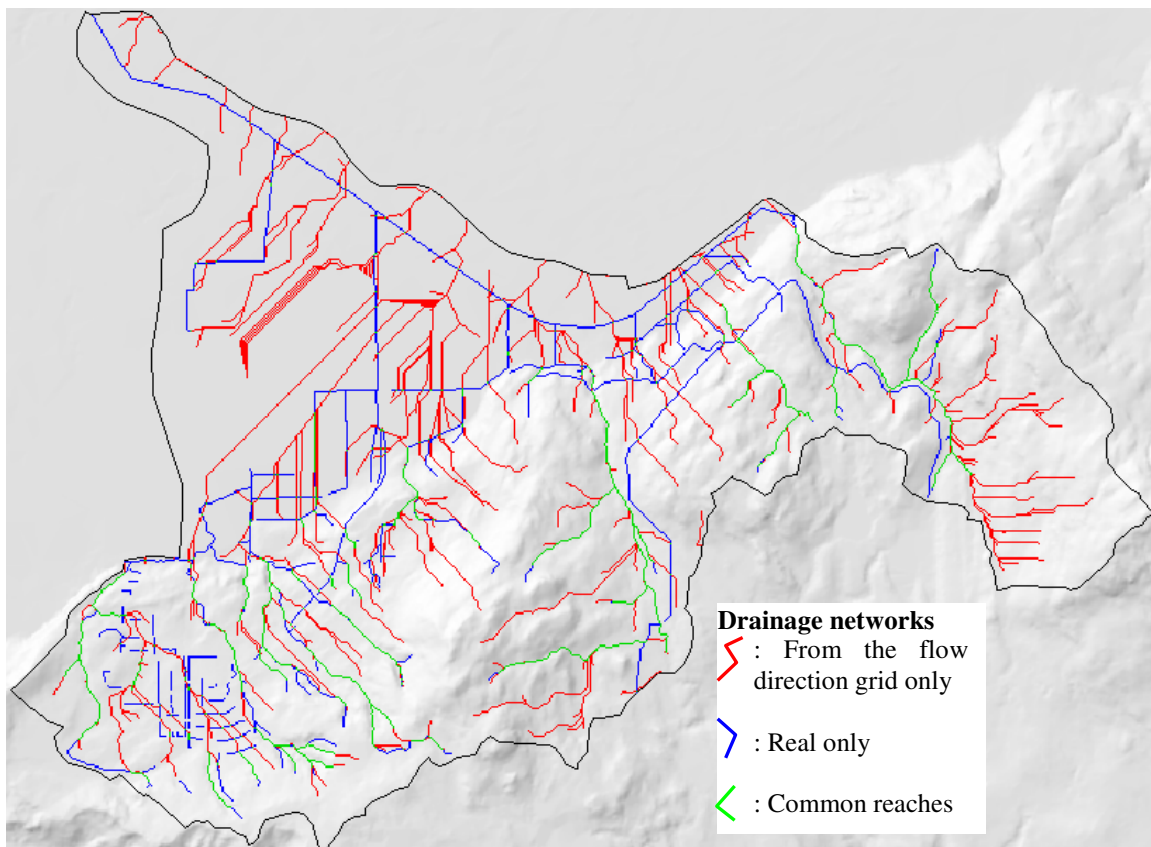 Drainage networks
: From the flow
direction grid only
: Real only
: Common reaches